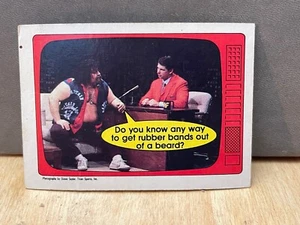 Do you know any way
to get rubber bands out
of a beard?